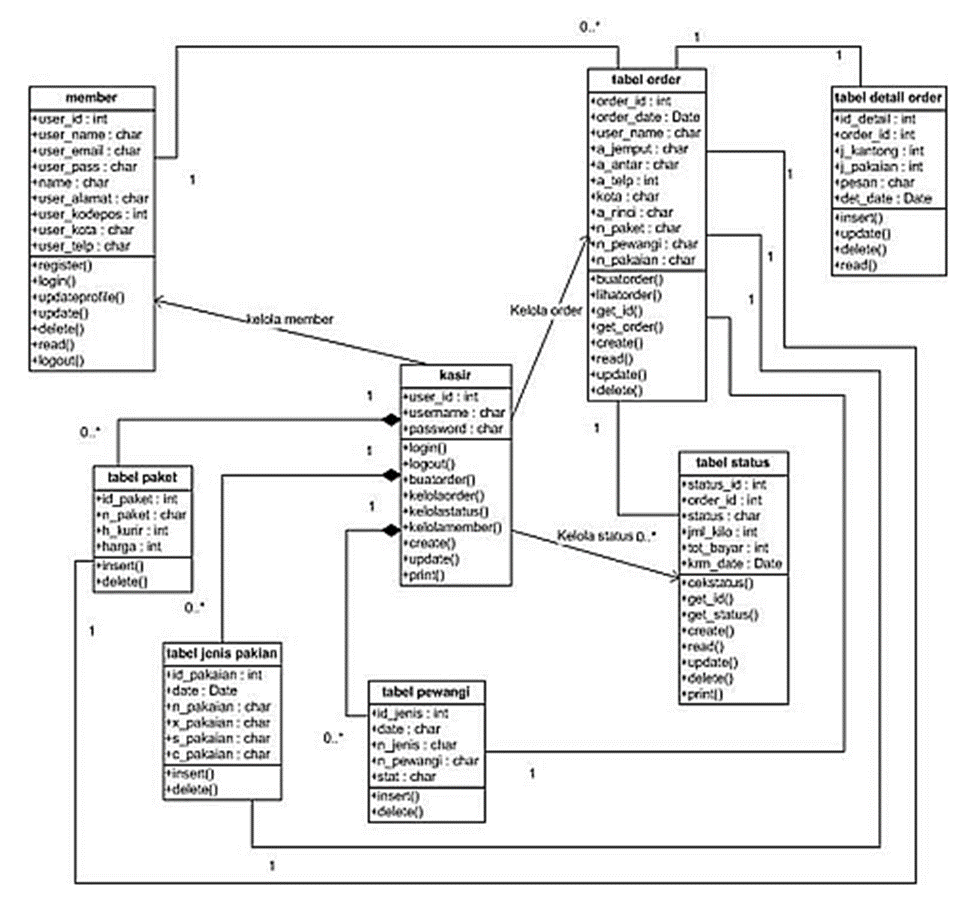 0..*
1
1
member
+user_id : int
+user_name : char
+user_email : char
+user_pass : char
+name : char
+user_alamat : char
+user_kodepos : int
+user_kota : char
+user_telp : char
+register()
+login()
+updateprofile()
+update()
+delete()
+read()
+logout()
1
tabel order
+order_id : int
+order_date : Date
+user_name : char
+a_jemput : char
+a_antar : char
+a_telp : int
+kota : char
+a_rinci : char
+n_paket : char
+n_pewangi : char
+n_pakaian : char
+buatorder()
+lihatorder()
+get_id()
+get_order()
+create()
+read()
+update()
+delete()
tabel detail order
+id_detail : int
+order_id : int
+j_kantong : int
+j_pakaian : int
+pesan : char
+det_date : Date
+insert()
+update()
+delete()
+read()
1
1
1
kelola member
Kelola order
kasir
+user_id : int
+username : char
+password : char
+login()
+logout()
+buatorder()
+kelolaorder()
+kelolastatus()
+kelolamember()
+create()
+update()
+print()
1
0..*
1
1
1
Kelola status 0..*
tabel paket
+id_paket : int
+n_paket : char
+h_kurir : int
+harga : int
+insert()
+delete()
tabel status
+status_id : int
+order_id : int
+status : char
+jml_kilo : int
+tot_bayar : int
+krm_date : Date
+cekstatus()
+get_id()
+get_status()
+create()
+read()
+update()
+delete()
+print()
0..*
1
tabel jenis pakian
+id_pakaian : int
+date : Date
+n_pakaian : char
+x_pakaian : char
+s_pakaian : char
+c_pakaian : char
+insert()
+delete()
0..*
tabel pewangi
+id_jenis : int
+date : char
+n_jenis : char
+n_pewangi : char
+stat : char
+insert()
+delete()
1
1